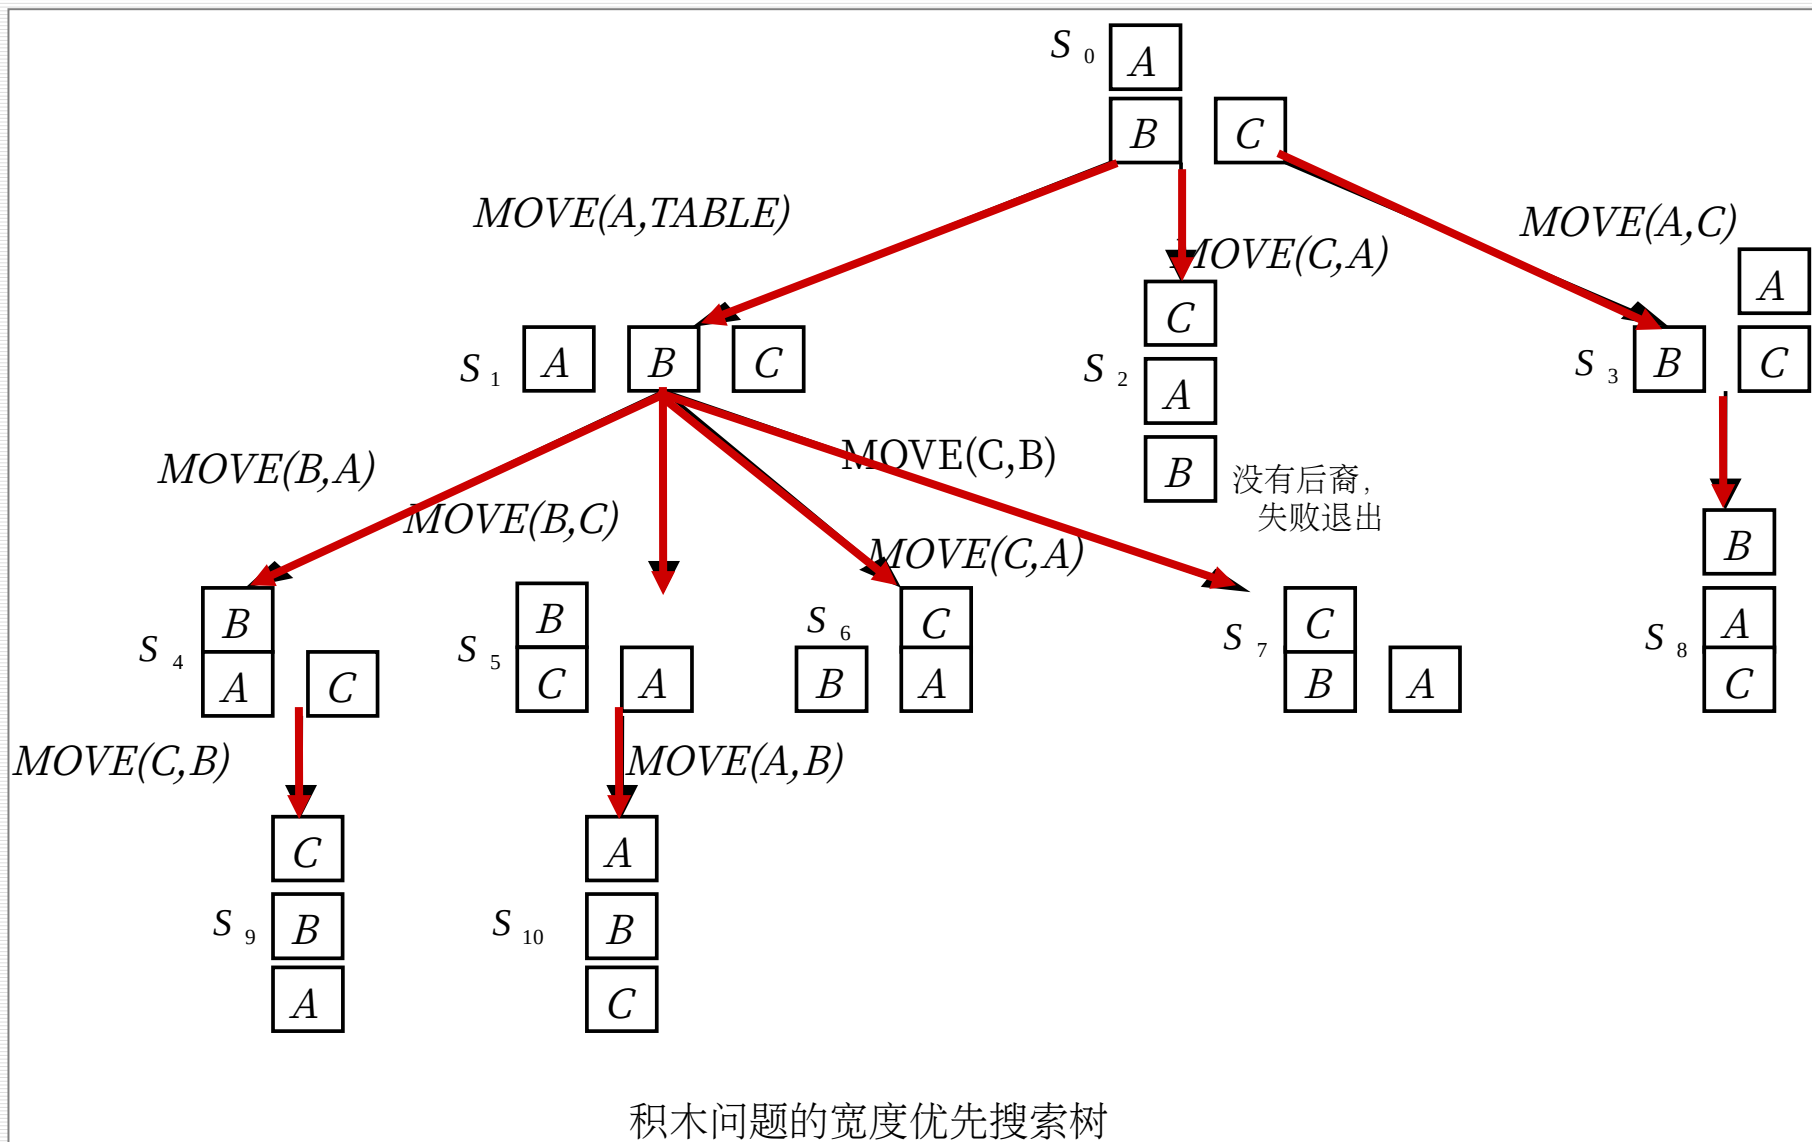 S 0
A
B C
MOVE(A,TABLE)
MOVE(C,A)
MOVE(A,C)
S 1 A B C
S 2
C
A
B
没有后裔,
失败退出
S 3
A
B C
MOVE(B,A)
MOVE(B,C)
MOVE(C,A)
MOVE(C,B)
S 4
B
A C
S 5
B
C A
S 6
C
B A
S 7
C
B A
S 8
B
A
C
MOVE(C,B)
MOVE(A,B)
S 9
C
B
A
S 10
A
B
C
积木问题的宽度优先搜索树